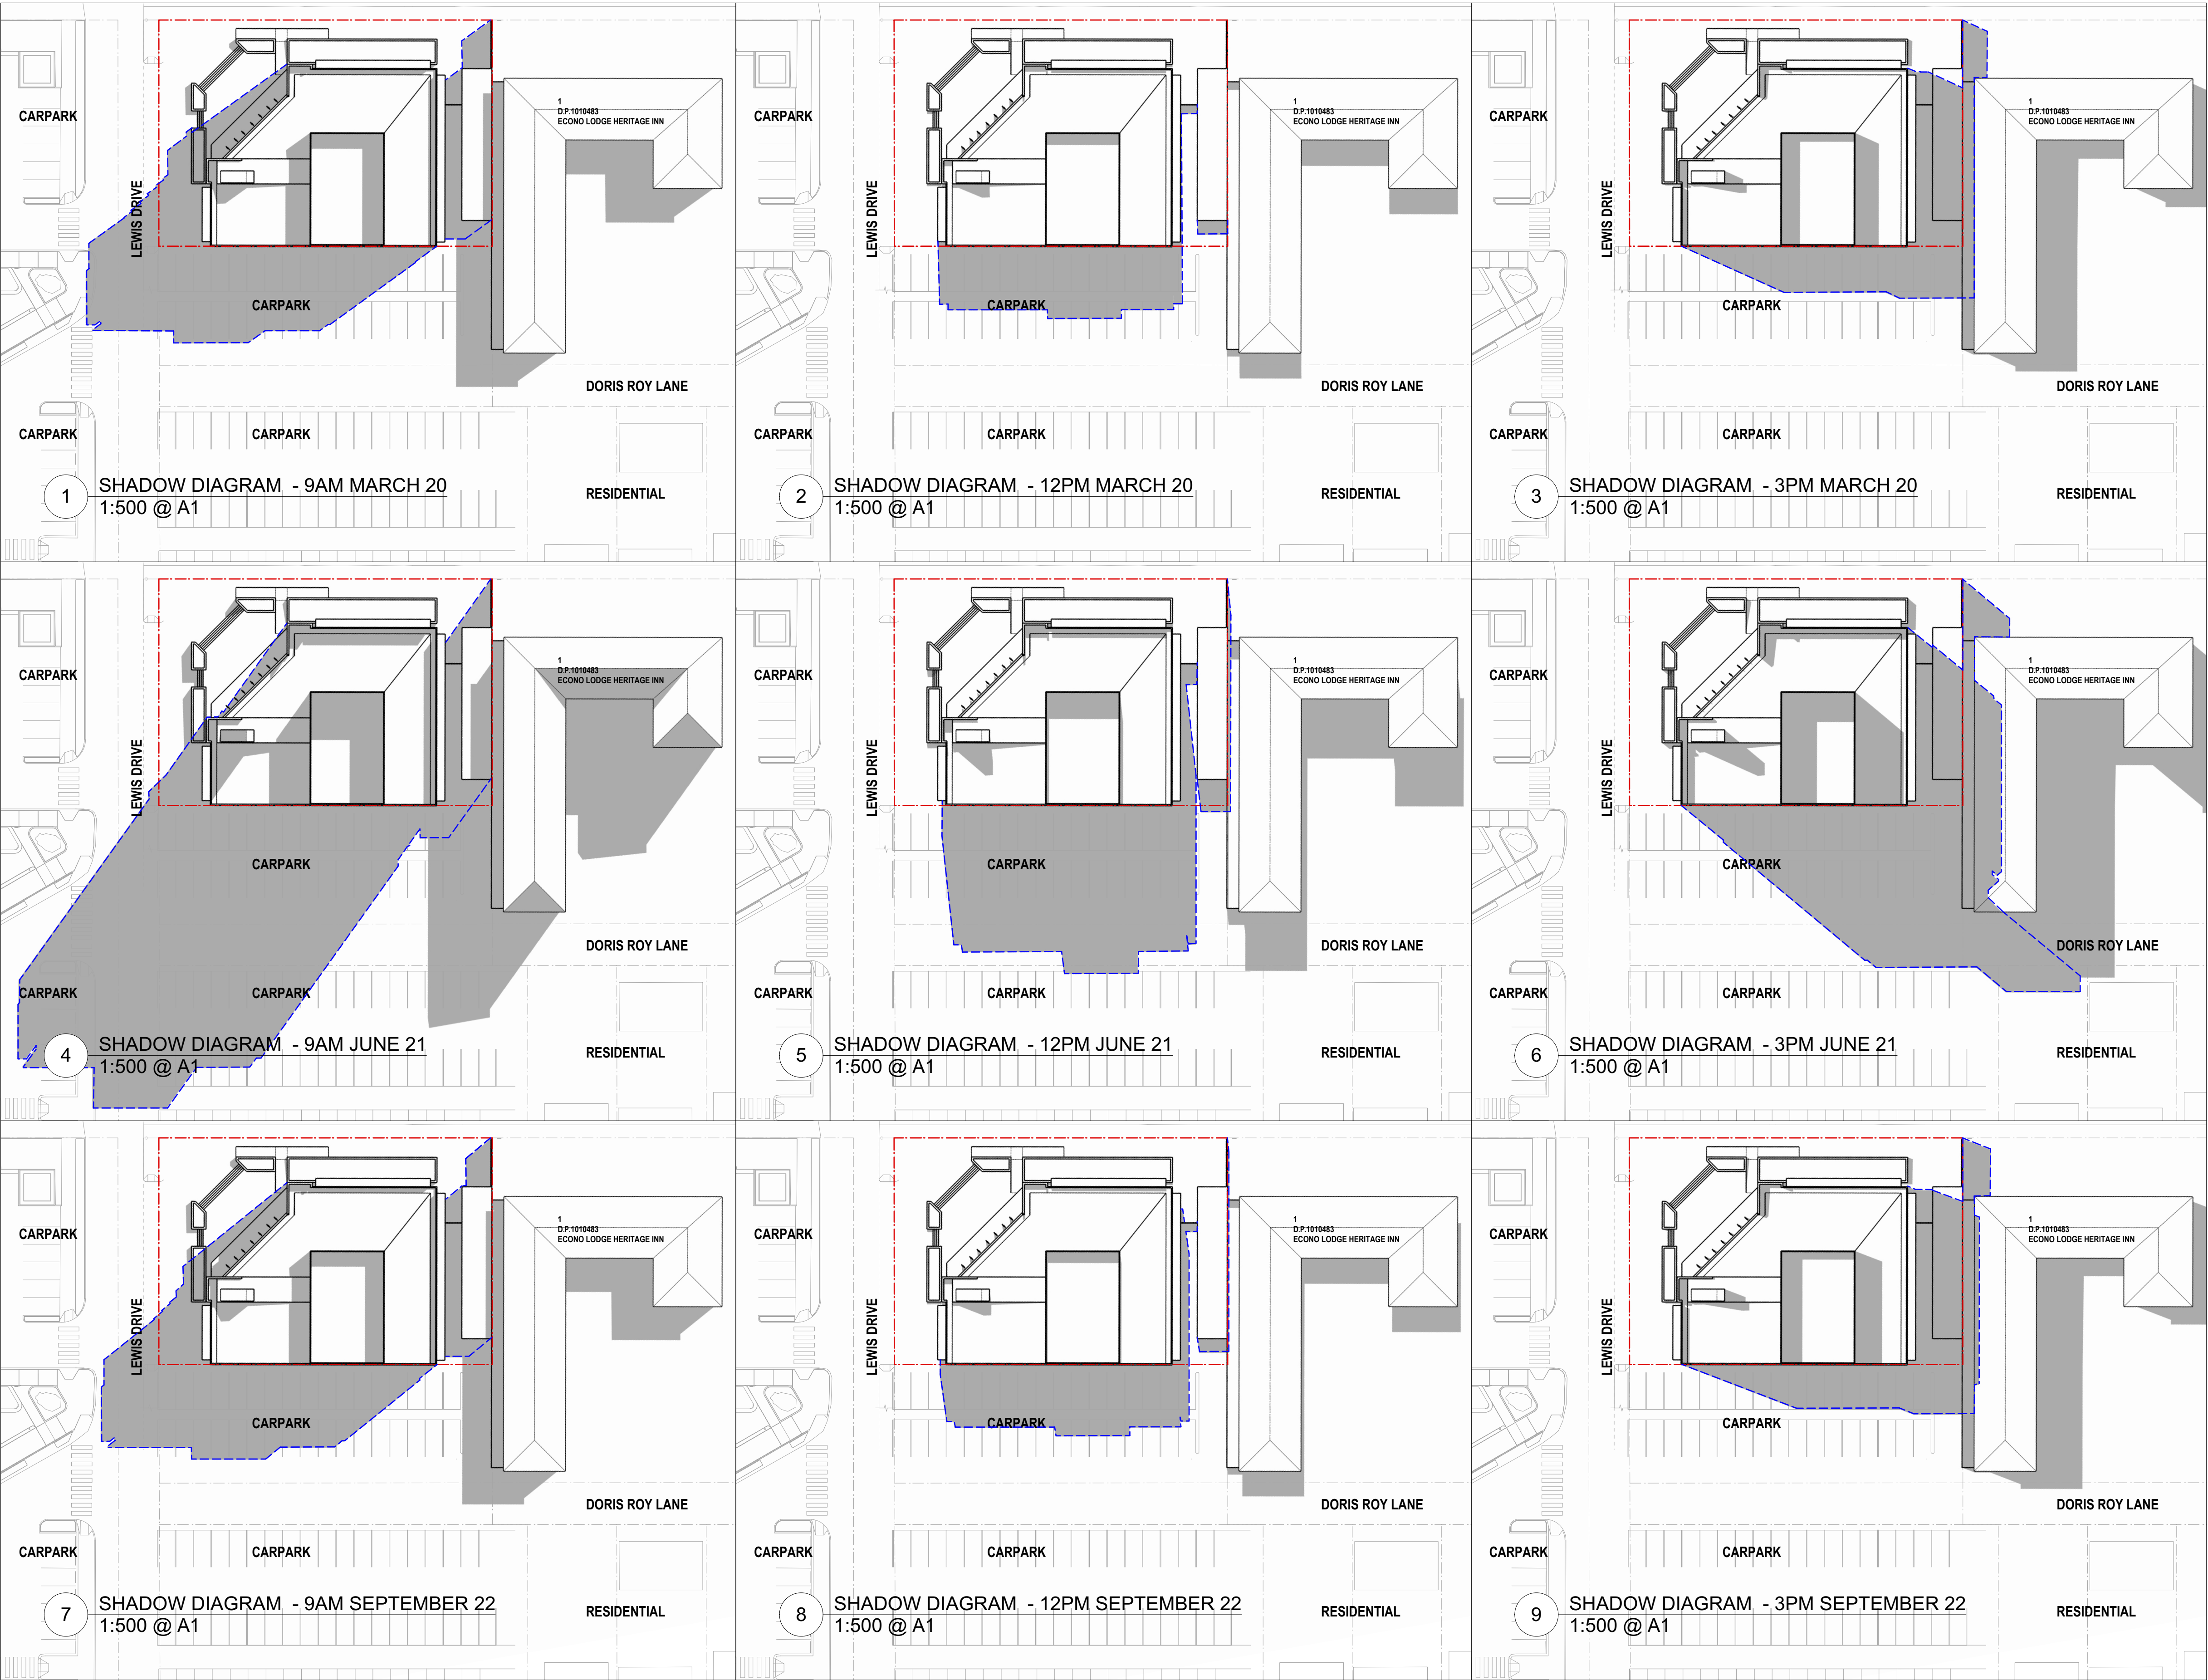 CARPARK
LEWIS DRIVE
1
D.P.1010483
ECONO LODGE HERITAGE INN
CARPARK
DORIS ROY LANE
CARPARK
CARPARK
RESIDENTIAL
1
SHADOW DIAGRAM - 9AM MARCH 20
1:500 @ A1
CARPARK
LEWIS DRIVE
1
D.P.1010483
ECONO LODGE HERITAGE INN
CARPARK
DORIS ROY LANE
CARPARK
CARPARK
RESIDENTIAL
2
SHADOW DIAGRAM - 12PM MARCH 20
1:500 @ A1
CARPARK
LEWIS DRIVE
1
D.P.1010483
ECONO LODGE HERITAGE INN
CARPARK
DORIS ROY LANE
CARPARK
CARPARK
RESIDENTIAL
3
SHADOW DIAGRAM - 3PM MARCH 20
1:500 @ A1
CARPARK
LEWIS DRIVE
1
D.P.1010483
ECONO LODGE HERITAGE INN
CARPARK
DORIS ROY LANE
CARPARK
CARPARK
RESIDENTIAL
4
SHADOW DIAGRAM - 9AM JUNE 21
1:500 @ A1
CARPARK
LEWIS DRIVE
1
D.P.1010483
ECONO LODGE HERITAGE INN
CARPARK
DORIS ROY LANE
CARPARK
CARPARK
RESIDENTIAL
5
SHADOW DIAGRAM - 12PM JUNE 21
1:500 @ A1
CARPARK
LEWIS DRIVE
1
D.P.1010483
ECONO LODGE HERITAGE INN
CARPARK
DORIS ROY LANE
CARPARK
CARPARK
RESIDENTIAL
6
SHADOW DIAGRAM - 3PM JUNE 21
1:500 @ A1
CARPARK
LEWIS DRIVE
1
D.P.1010483
ECONO LODGE HERITAGE INN
CARPARK
DORIS ROY LANE
CARPARK
CARPARK
RESIDENTIAL
7
SHADOW DIAGRAM - 9AM SEPTEMBER 22
1:500 @ A1
CARPARK
LEWIS DRIVE
1
D.P.1010483
ECONO LODGE HERITAGE INN
CARPARK
DORIS ROY LANE
CARPARK
CARPARK
RESIDENTIAL
8
SHADOW DIAGRAM - 12PM SEPTEMBER 22
1:500 @ A1
CARPARK
LEWIS DRIVE
1
D.P.1010483
ECONO LODGE HERITAGE INN
CARPARK
DORIS ROY LANE
CARPARK
CARPARK
RESIDENTIAL
9
SHADOW DIAGRAM - 3PM SEPTEMBER 22
1:500 @ A1